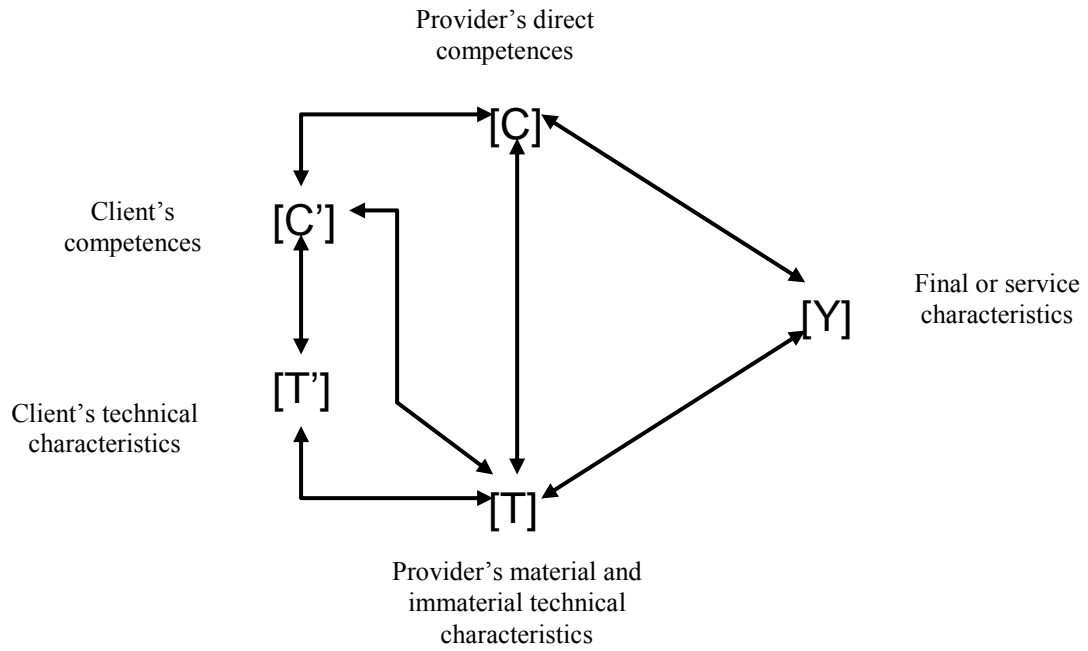 Provider’s direct
competences
[C]
Client’s
competences
[C’]
Final or service
characteristics
[Y]
[T’]
Client’s technical
characteristics
[T]
Provider’s material and
immaterial technical
characteristics